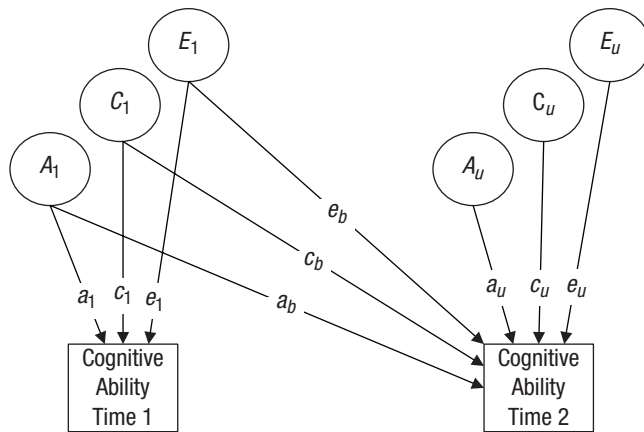 E1
Eu
C1
Cu
A1
Au
eb
cb
ab
a1
c1
e1
au
cu
eu
Cognitive
Ability
Time 1
Cognitive
Ability
Time 2